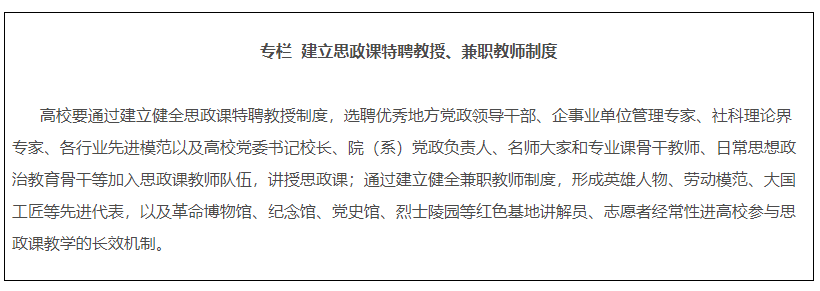 专栏 建立思政课特聘教授、兼职教师制度
高校要通过建立健全思政课特聘教授制度，选聘优秀地方党政领导干部、企事业单位管理专家、社科理论界
专家、各行业先进模范以及高校党委书记校长、院（系）党政负责人、名师大家和专业课骨干教师、日常思想政
治教育骨干等加入思政课教师队伍，讲授思政课；通过建立健全兼职教师制度，形成英雄人物、劳动模范、大国
工匠等先进代表，以及革命博物馆、纪念馆、党史馆、烈士陵园等红色基地讲解员、志愿者经常性进高校参与思
政课教学的长效机制。